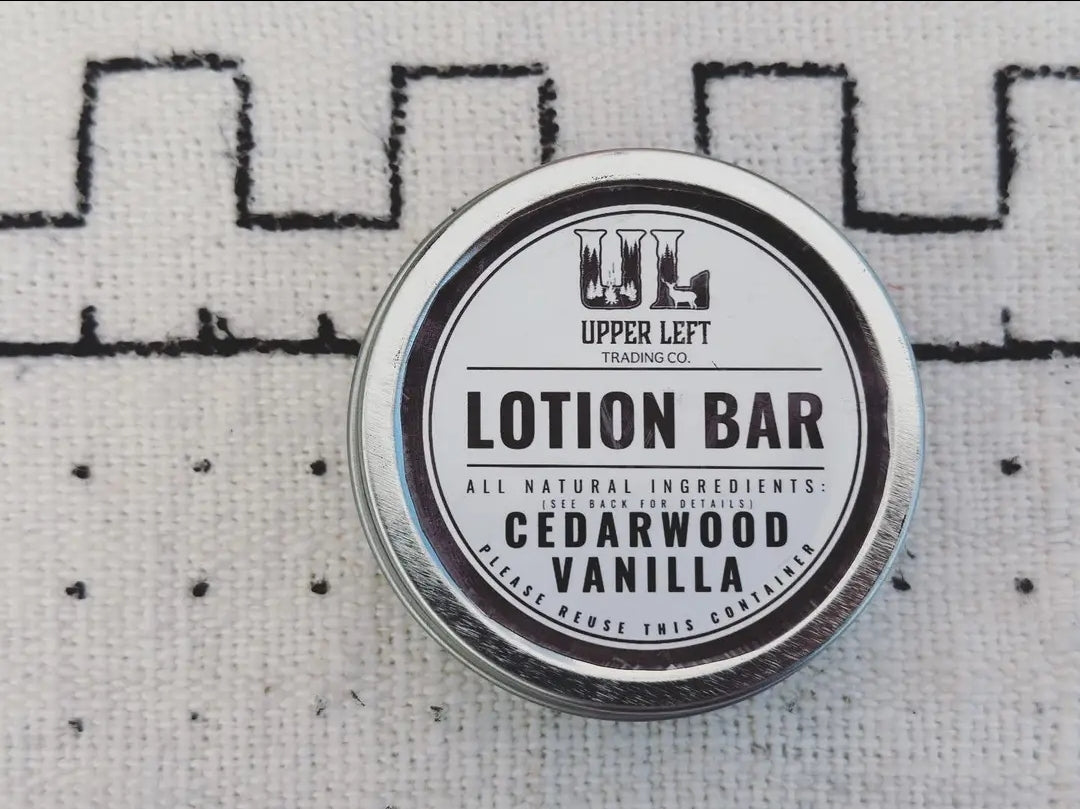 UL
UPPER LEFT
TRADING CO.
LOTION BAR
ALL NATURAL INGREDIENTS:
(SEE BACK FOR DETAILS)
CEDARWOOD
VANILLA
PLEASE REUSE THIS CONTAINER